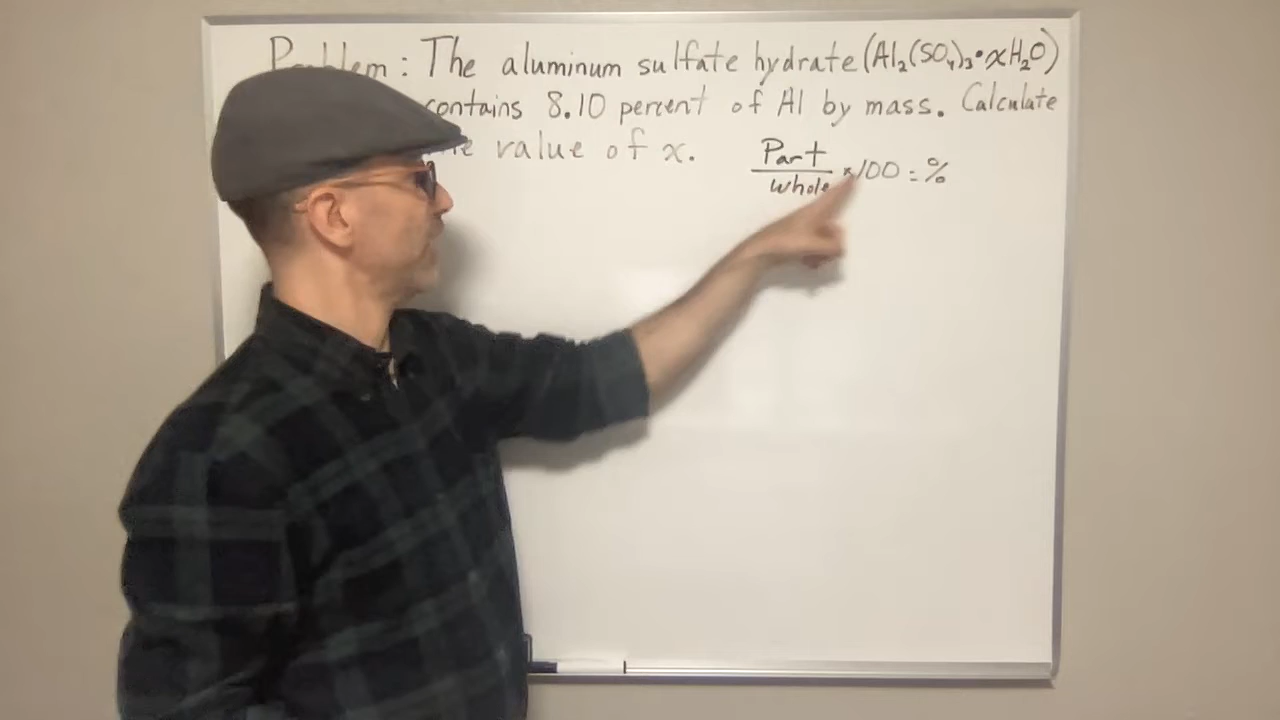 Problem: The aluminum sulfate hydrate (Al₂(SO₄)₃•xH₂O)
contains 8.10 percent of Al by mass. Calculate
value of x.
Part
whole
×100 = %